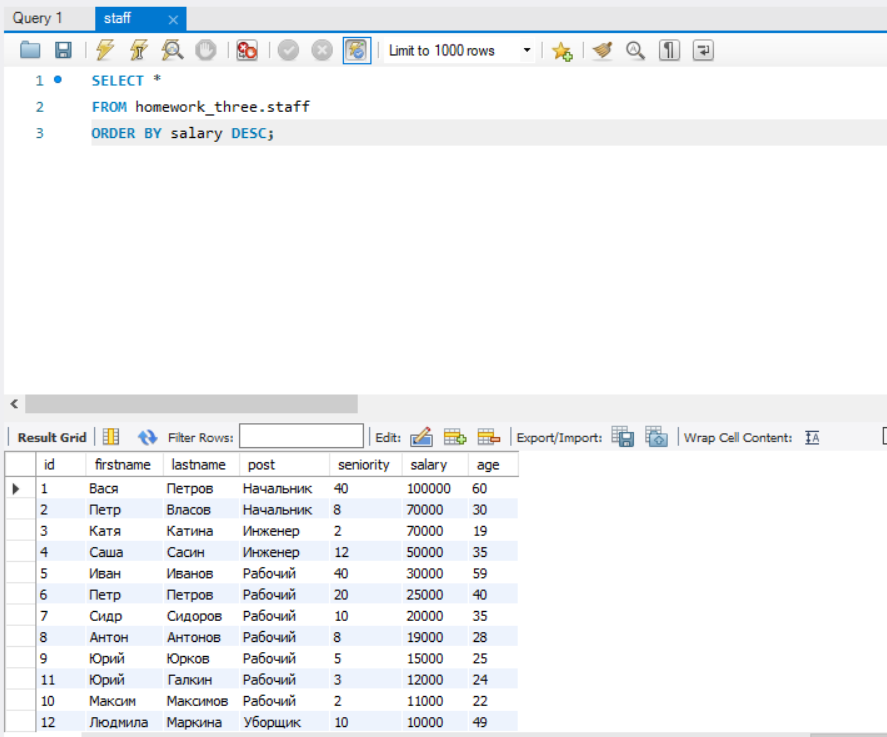 Query 1 staff
Limit to 1000 rows
1 SELECT *
2 FROM homework_three.staff
3 ORDER BY salary DESC;
Result Grid Filter Rows: Edit: Export/Import: Wrap Cell Content:
id firstname lastname post seniority salary age
1 Вася Петров Начальник 40 100000 60
2 Петр Власов Начальник 8 70000 30
3 Катя Катина Инженер 2 70000 19
4 Саша Сасин Инженер 12 50000 35
5 Иван Иванов Рабочий 40 30000 59
6 Петр Петров Рабочий 20 25000 40
7 Сидр Сидоров Рабочий 10 20000 35
8 Антон Антонов Рабочий 8 19000 28
9 Юрий Юрков Рабочий 5 15000 25
11 Юрий Галкин Рабочий 3 12000 24
10 Максим Максимов Рабочий 2 11000 22
12 Людмила Маркина Уборщик 10 10000 49